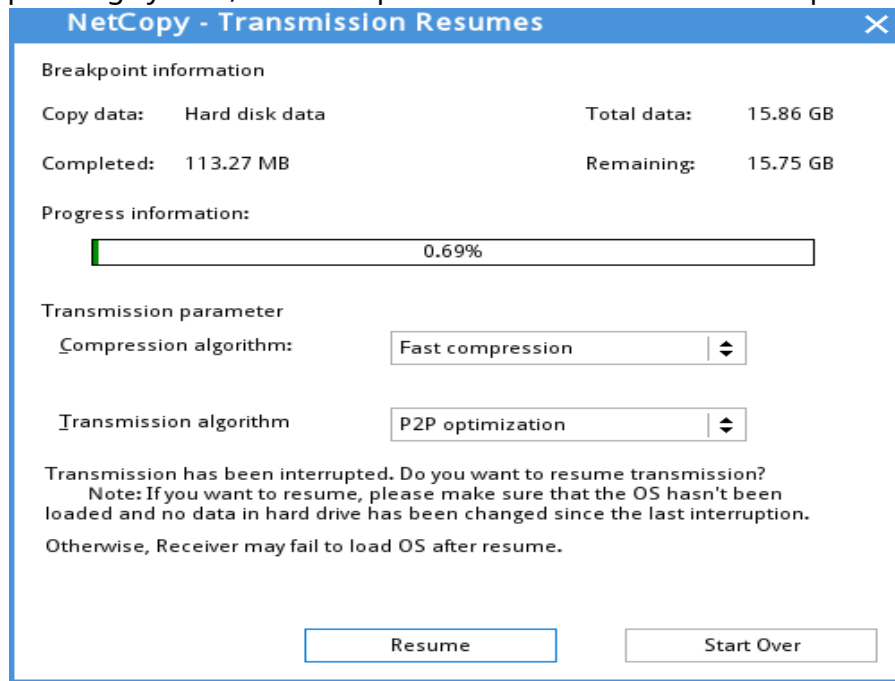 NetCopy - Transmission Resumes
Breakpoint information
Copy data: Hard disk data Total data: 15.86 GB
Completed: 113.27 MB Remaining: 15.75 GB
Progress information:
0.69%
Transmission parameter
Compression algorithm: Fast compression
Transmission algorithm P2P optimization
Transmission has been interrupted. Do you want to resume transmission?
Note: If you want to resume, please make sure that the OS hasn't been
loaded and no data in hard drive has been changed since the last interruption.
Otherwise, Receiver may fail to load OS after resume.
Resume Start Over